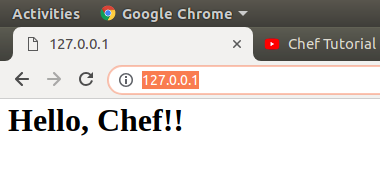 Activities Google Chrome
127.0.0.1 Chef Tutorial
127.0.0.1
Hello, Chef!!